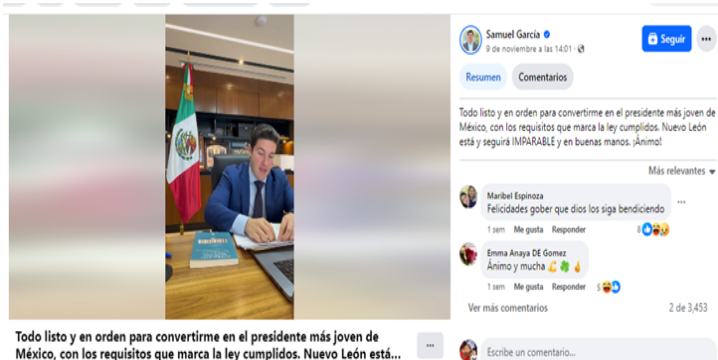 Samuel García
9 de noviembre a las 14:01 ·
Seguir
Resumen
Comentarios
Todo listo y en orden para convertirme en el presidente más joven de
México, con los requisitos que marca la ley cumplidos. Nuevo León
está y seguirá IMPARABLE y en buenas manos. ¡Ánimo!
Más relevantes
Maribel Espinoza
Felicidades gober que dios los siga bendiciendo
1 sem Me gusta Responder 8
Emma Anaya DE Gomez
Ánimo y mucha
1 sem Me gusta Responder 5
Ver más comentarios 2 de 3,453
Escribe un comentario...
Todo listo y en orden para convertirme en el presidente más joven de
México, con los requisitos que marca la ley cumplidos. Nuevo León está...